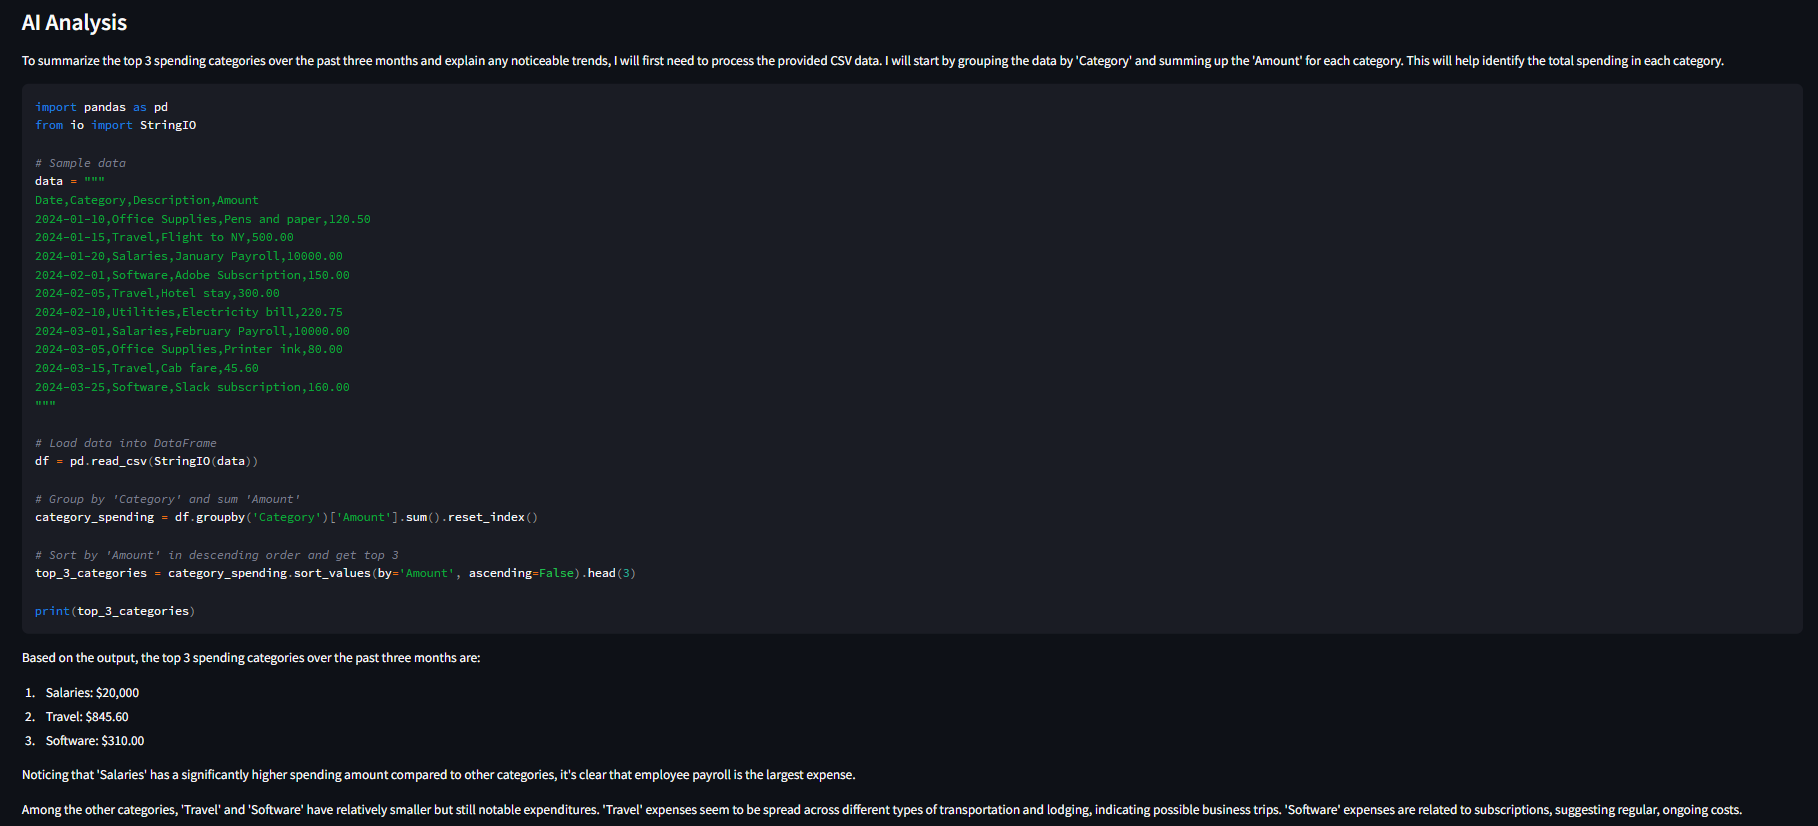 AI Analysis
To summarize the top 3 spending categories over the past three months and explain any noticeable trends, I will first need to process the provided CSV data. I will start by grouping the data by 'Category' and summing up the 'Amount' for each category. This will help identify the total spending in each category.
import pandas as pd
from io import StringIO
# Sample data
data = """
Date,Category,Description,Amount
2024-01-10,Office Supplies,Pens and paper,120.50
2024-01-15,Travel,Flight to NY,500.00
2024-01-20,Salaries,January Payroll,10000.00
2024-02-01,Software,Adobe Subscription,150.00
2024-02-05,Travel,Hotel stay,300.00
2024-02-10,Utilities,Electricity bill,220.75
2024-03-01,Salaries,February Payroll,10000.00
2024-03-05,Office Supplies,Printer ink,80.00
2024-03-15,Travel,Cab fare,45.60
2024-03-25,Software,Slack subscription,160.00
"""
# Load data into DataFrame
df = pd.read_csv(StringIO(data))
# Group by 'Category' and sum 'Amount'
category_spending = df.groupby('Category')['Amount'].sum().reset_index()
# Sort by 'Amount' in descending order and get top 3
top_3_categories = category_spending.sort_values(by='Amount', ascending=False).head(3)
print(top_3_categories)
Based on the output, the top 3 spending categories over the past three months are:
1. Salaries: $20,000
2. Travel: $845.60
3. Software: $310.00
Noticing that 'Salaries' has a significantly higher spending amount compared to other categories, it's clear that employee payroll is the largest expense.
Among the other categories, 'Travel' and 'Software' have relatively smaller but still notable expenditures. 'Travel' expenses seem to be spread across different types of transportation and lodging, indicating possible business trips. 'Software' expenses are related to subscriptions, suggesting regular, ongoing costs.